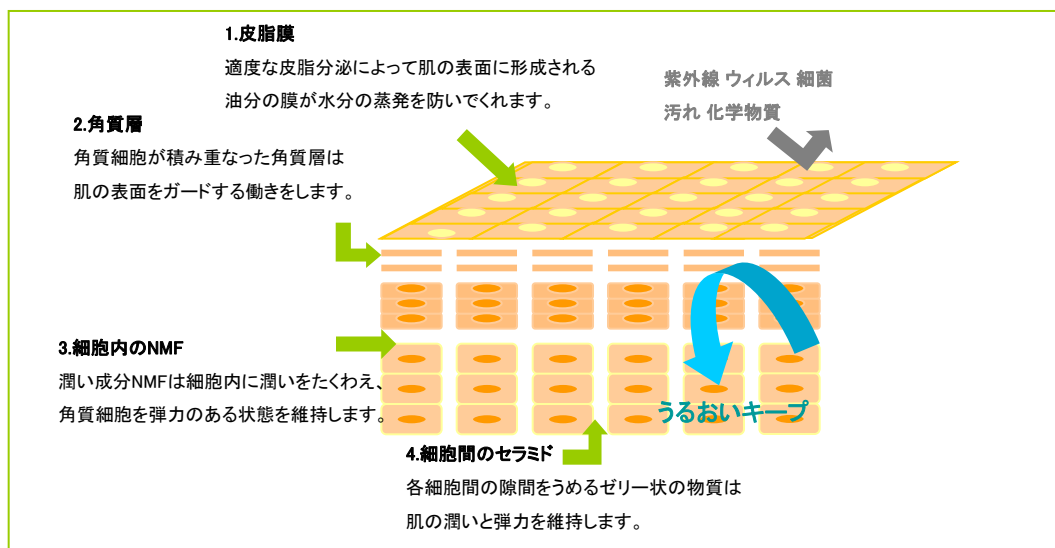 1.皮脂膜
適度な皮脂分泌によって肌の表面に形成される
油分の膜が水分の蒸発を防いでくれます。
紫外線 ウィルス 細菌
汚れ 化学物質
2.角質層
角質細胞が積み重なった角質層は
肌の表面をガードする働きをします。
3.細胞内のNMF
潤い成分NMFは細胞内に潤いをたくわえ、
角質細胞を弾力のある状態を維持します。
うるおいキープ
4.細胞間のセラミド
各細胞間の隙間をうめるゼリー状の物質は
肌の潤いと弾力を維持します。